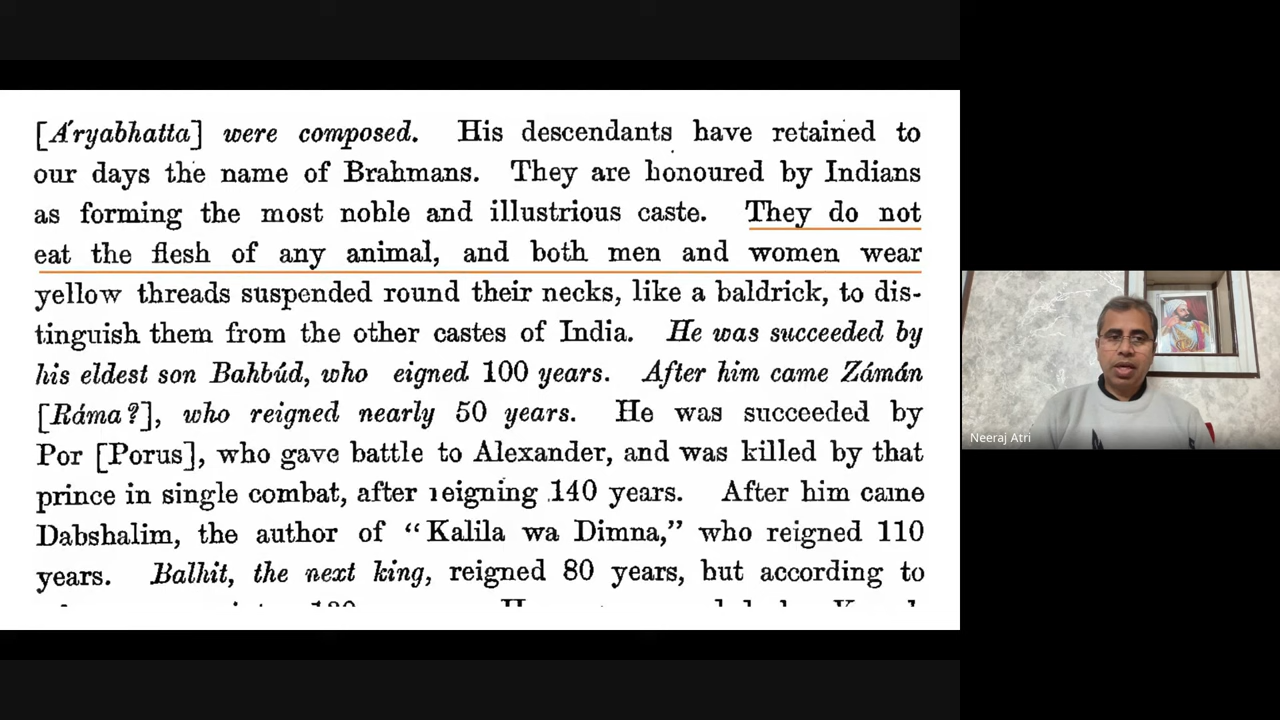 [Áryabhatta] were composed. His descendants have retained to
our days the name of Brahmans. They are honoured by Indians
as forming the most noble and illustrious caste. They do not
eat the flesh of any animal, and both men and women wear
yellow threads suspended round their necks, like a baldrick, to dis-
tinguish them from the other castes of India. He was succeeded by
his eldest son Bahbúd, who eigned 100 years. After him came Zámán
[Ráma?], who reigned nearly 50 years. He was succeeded by
Por [Porus], who gave battle to Alexander, and was killed by that
prince in single combat, after reigning 140 years. After him came
Dabshalim, the author of “Kalila wa Dimna,” who reigned 110
years. Balhit, the next king, reigned 80 years, but according to
Neeraj Atri